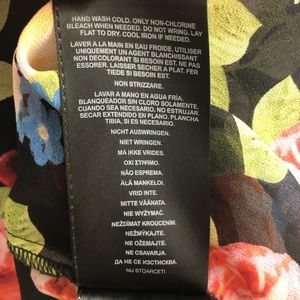 HAND WASH COLD. ONLY NON-CHLORINE
BLEACH WHEN NEEDED. DO NOT WRING. LAY
FLAT TO DRY. COOL IRON IF NEEDED.
LAVER A LA MAIN EN EAU FROIDE. UTILISER
UNIQUEMENT UN AGENT BLANCHISSANT
NON DECOLORANT SI BESOIN EST. NE PAS
ESSORER. LAISSER SECHER A PLAT. FER
TIEDE SI BESOIN EST.
NON STRIZZARE.
LAVAR A MANO EN AGUA FRÍA.
BLANQUEADOR SIN CLORO SOLAMENTE,
CUANDO SEA NECESARIO. NO ESTRUJAR.
SECAR EXTENDIDO EN PLANO. PLANCHA
TIBIA, SI ES NECESARIO.
NICHT AUSWRINGEN.
NIET WRINGEN.
MA IKKE VRIDES.
ΟΧΙ ΣΤΗΨΙΜΟ.
NÃO ESPREMA.
ÄLÄ MANKELOI
VRID INTE.
MITTE VÄÄNATA.
NIE WYŻYMAĆ.
NEŽDÍMAT KROUCENÍM.
NEŽMÝKAJTE.
NE OŽEMAJTE.
NE CSAVARJA.
ДА НЕ СЕ ИЗСТИСКВА.
NU STOARCETI